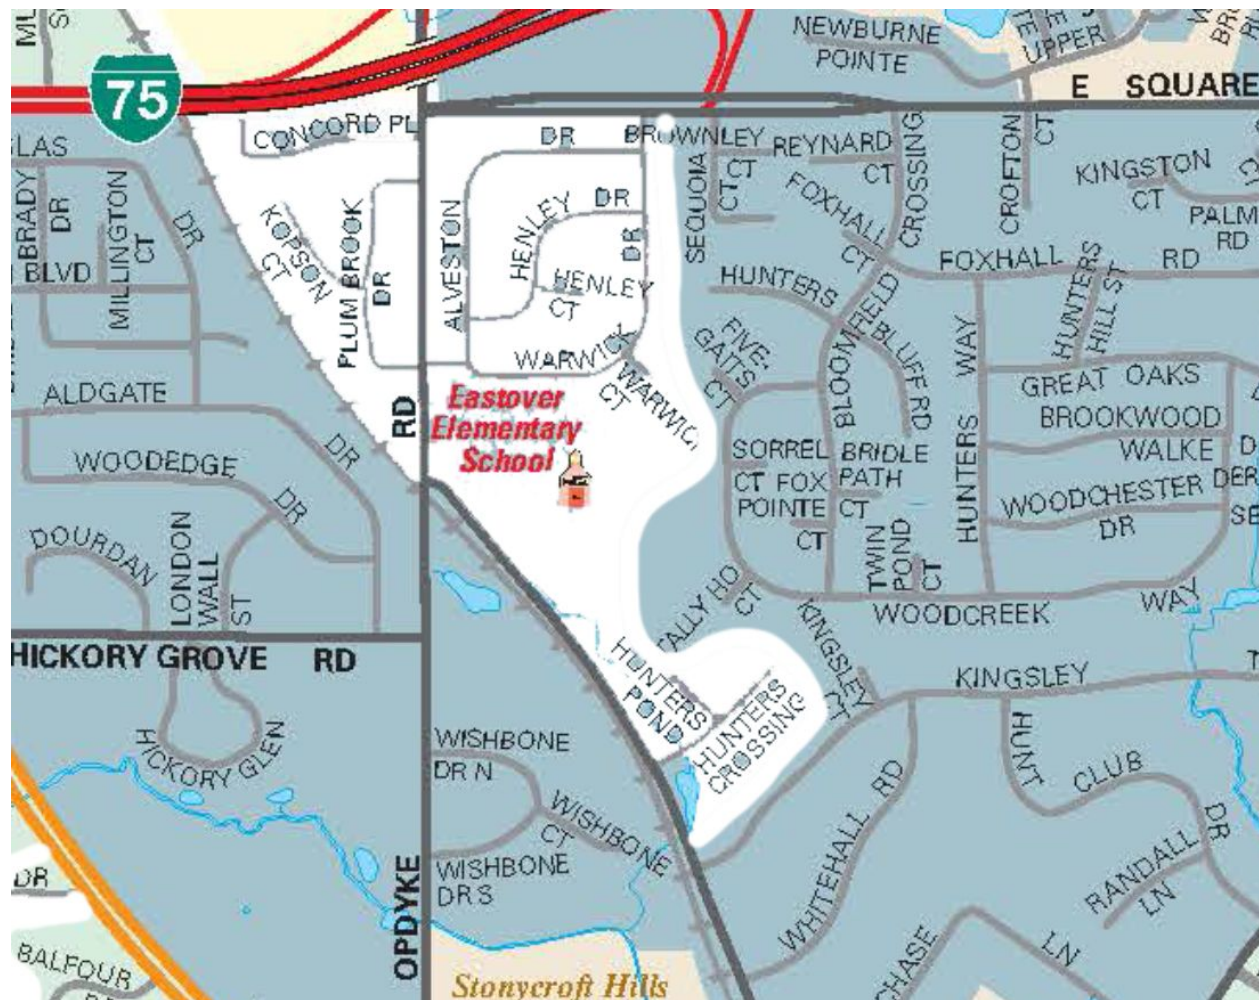 MU
NEWBURNE
POINTE
UPPER
E SQUARE
75
CONCORD PL
DR
BROWNLEY
CT
REYNARD
CT
CROSSING
CROFTON
CT
KINGSTON
CT
PALM
RD
GLAS
BRADY
DR
MILLINGTON
CT
DR
BLVD
KOPSON
CT
PLUM BROOK
DR
ALVESTON
HENLEY
DR
DR
HENLEY
CT
SEQUOIA
CT
FOXHALL
CT
FOXHALL
RD
HUNTERS
HILL ST
HUNTERS
BLUFF RD
BLOOMFIELD
WARWICK
WARWICK
CT
FIVE-
GAITS
CT
HUNTERS
WAY
GREAT OAKS
BROOKWOOD
WALKE
ALDGATE
DR
RD
Eastover
Elementary
School
WOODEDGE
DR
SORREL
CT
FOX
POINTE
CT
BRIDLE
PATH
CT
WOODCHESTER
DR
DER
SE
DOURDAN
LONDON
WALL
ST
TWIN
POND
CT
TALLY HO
CT
WOODCREEK
WAY
HICKORY GROVE RD
HUNTERS
POND
HUNTERS
CROSSING
KINGSLEY
CT
KINGSLEY
HICKORY GLEN
WISHBONE
DR N
WISHBONE
CT
WISHBONE
DR S
HUNT
CLUB
DR
WHITEHALL RD
RANDALL
LN
DR
OPDYKE
BALFOUR
CHASE
LN
Stonycroft Hills